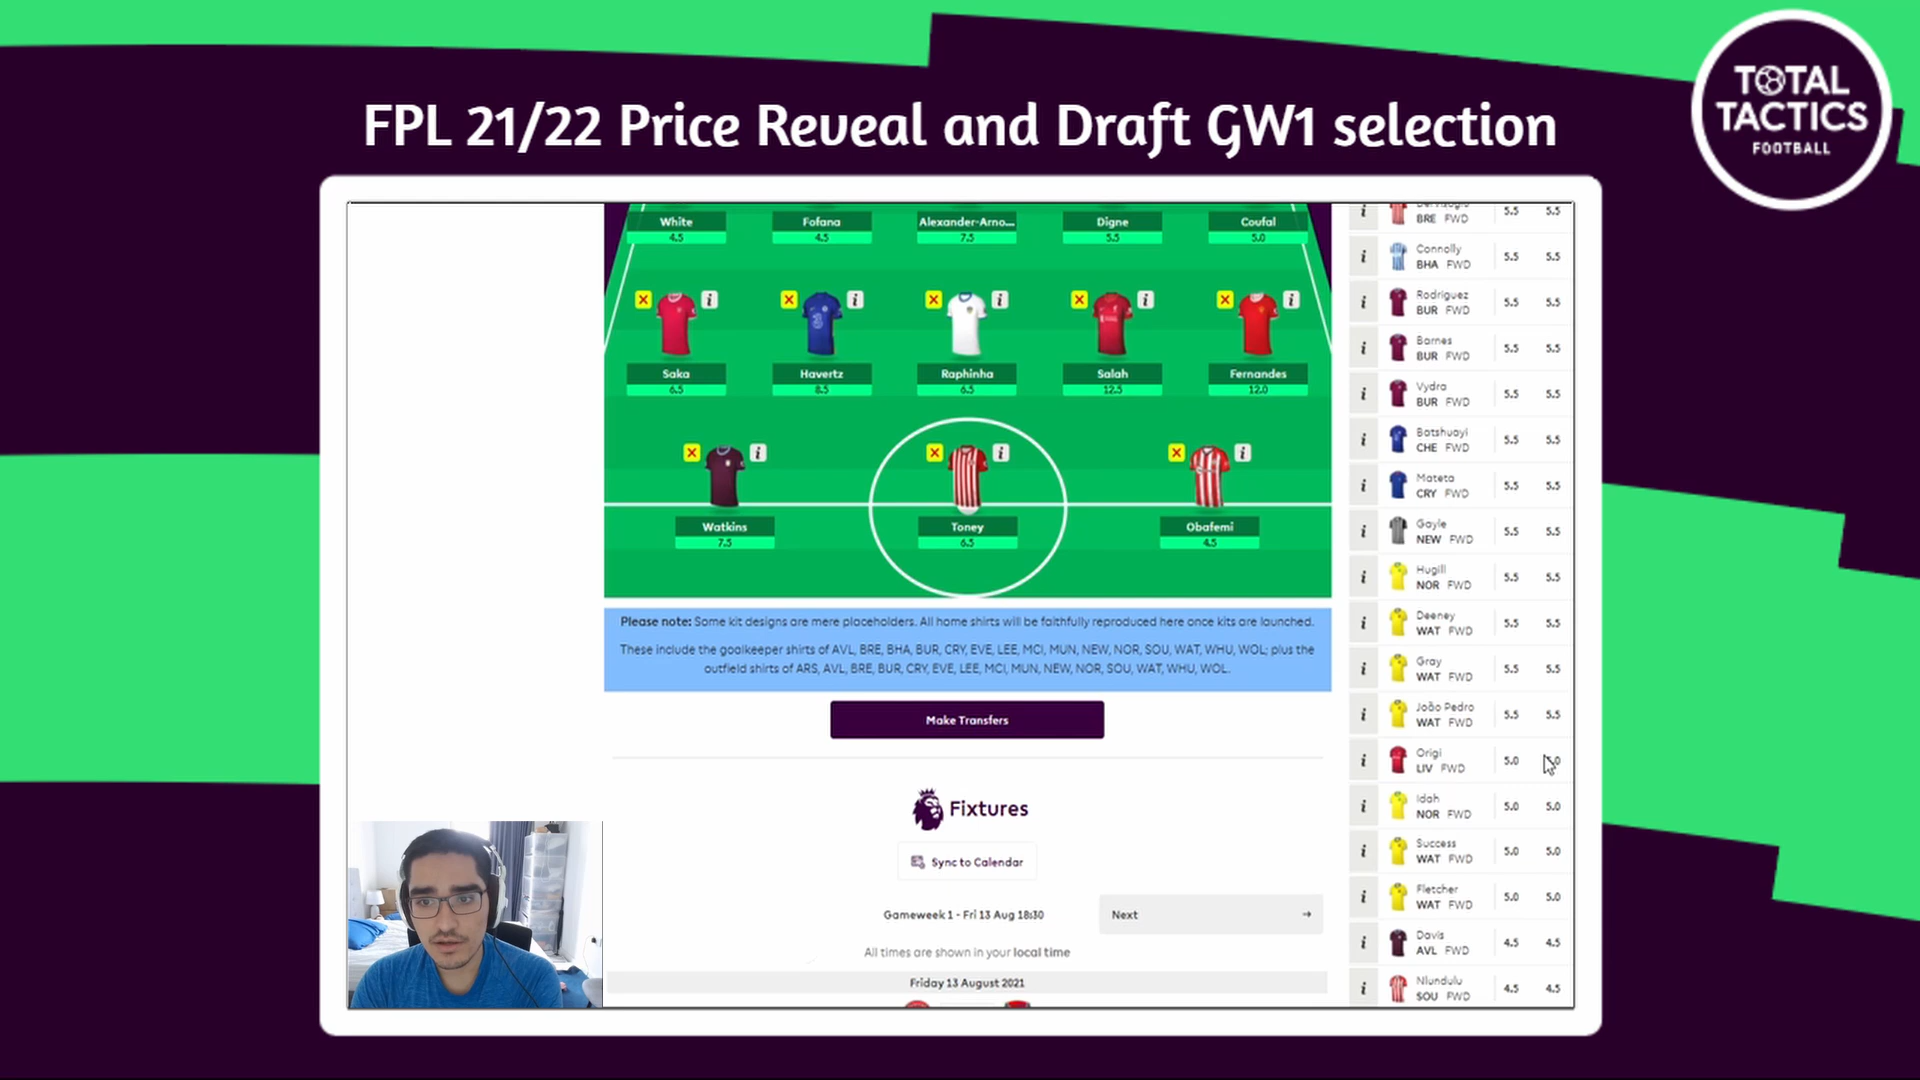 TOTAL
TACTICS
FOOTBALL
FPL 21/22 Price Reveal and Draft GW1 selection
White
4.5
Fofana
4.5
Alexander-Arno...
7.5
Digne
5.5
Coufal
5.0
Saka
6.5
Havertz
8.5
Raphinha
6.5
Salah
12.5
Fernandes
12.0
Watkins
7.5
Toney
6.5
Obafemi
4.5
Please note: Some kit designs are mere placeholders. All home shirts will be faithfully reproduced here once kits are launched.
These include the goalkeeper shirts of AVL, BRE, BHA, BUR, CRY, EVE, LEE, MCI, MUN, NEW, NOR, SOU, WAT, WHU, WOL; plus the
outfield shirts of ARS, AVL, BRE, BUR, CRY, EVE, LEE, MCI, MUN, NEW, NOR, SOU, WAT, WHU, WOL.
Make Transfers
Fixtures
Sync to Calendar
Gameweek 1 - Fri 13 Aug 18:30
Next →
All times are shown in your local time
Friday 13 August 2021
BRE FWD 5.5 5.5
Connolly
BHA FWD 5.5 5.5
Rodríguez
BUR FWD 5.5 5.5
Barnes
BUR FWD 5.5 5.5
Vydra
BUR FWD 5.5 5.5
Batshuayi
CHE FWD 5.5 5.5
Mateta
CRY FWD 5.5 5.5
Gayle
NEW FWD 5.5 5.5
Hugill
NOR FWD 5.5 5.5
Deeney
WAT FWD 5.5 5.5
Gray
WAT FWD 5.5 5.5
João Pedro
WAT FWD 5.5 5.5
Origi
LIV FWD 5.0
Idah
NOR FWD 5.0 5.0
Success
WAT FWD 5.0 5.0
Fletcher
WAT FWD 5.0 5.0
Davis
AVL FWD 4.5 4.5
Nlundulu
SOU FWD 4.5 4.5